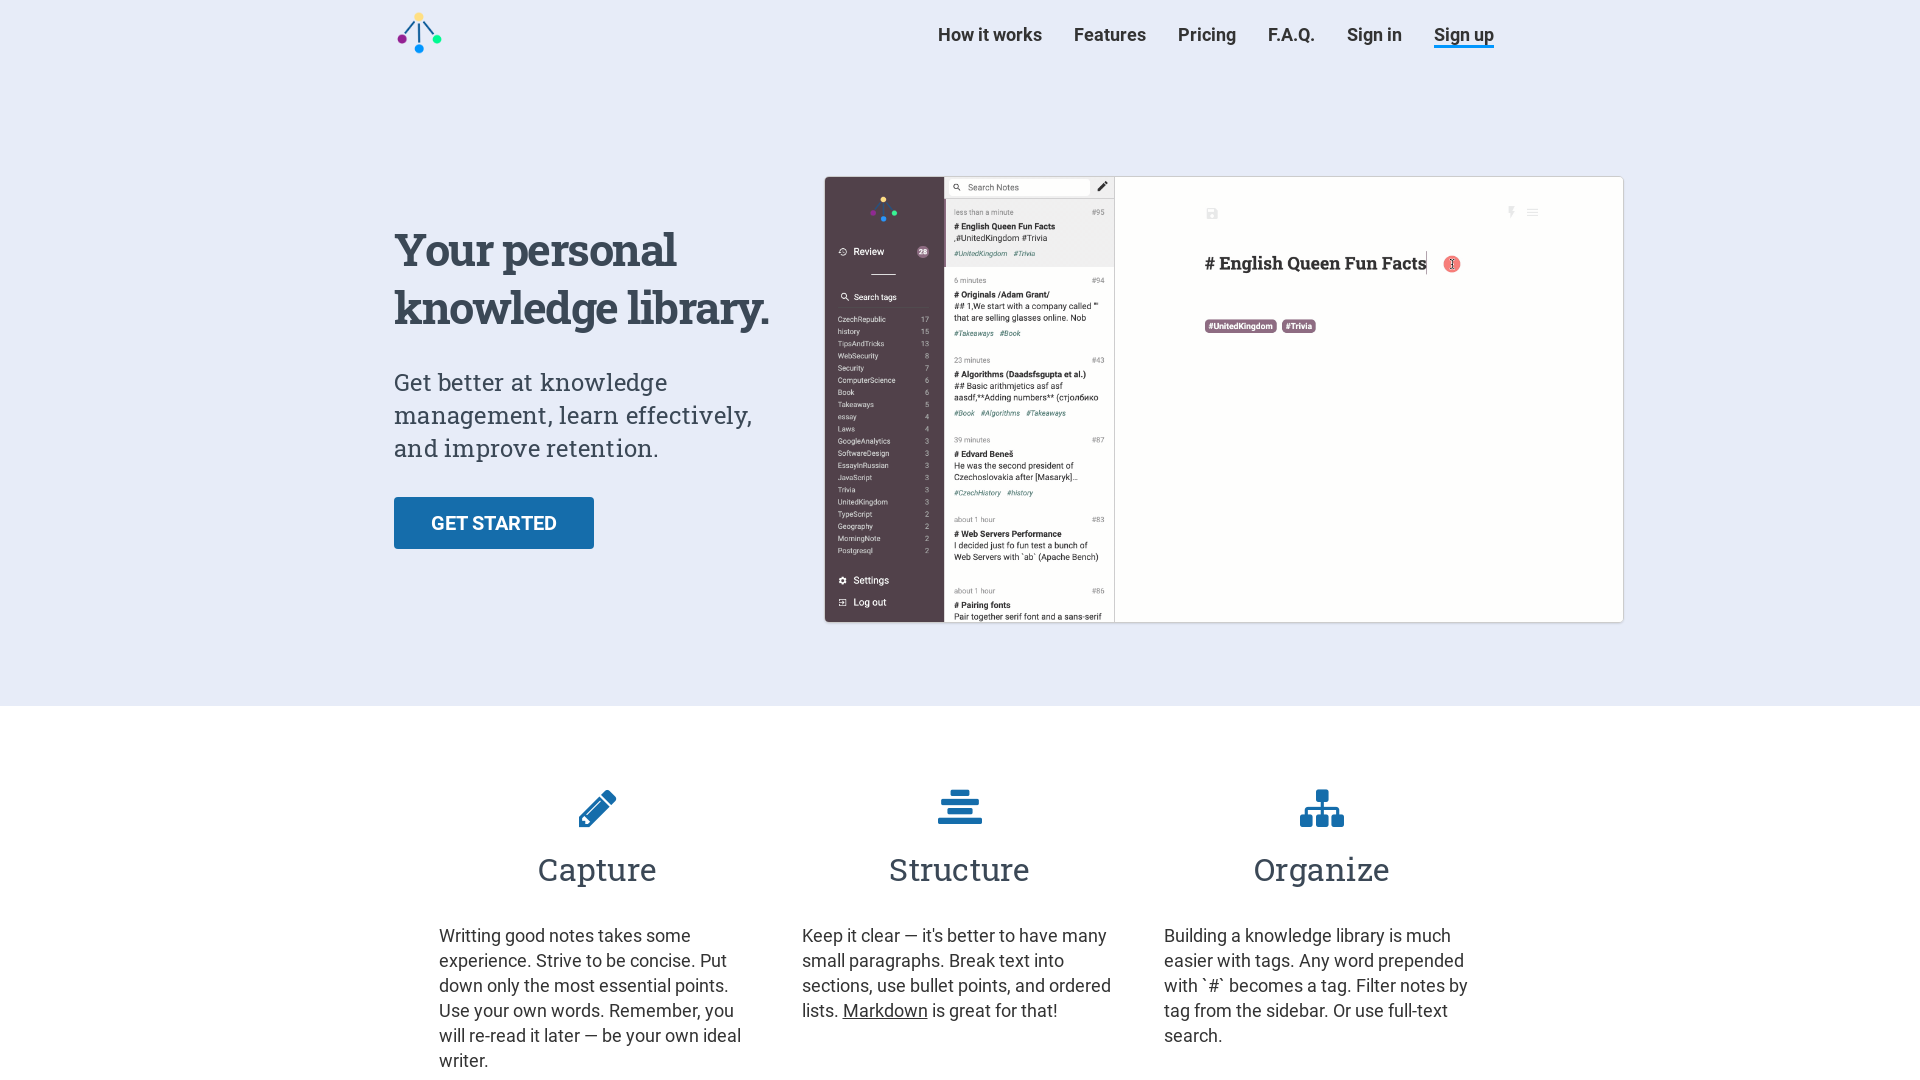 How it works
Features
Pricing
F.A.Q.
Sign in
Sign up
Your personal
knowledge library.
Get better at knowledge
management, learn effectively,
and improve retention.
GET STARTED
Review
28
Search tags
CzechRepublic 17
history 15
TipsAndTricks 13
WebSecurity 8
Security 7
ComputerScience 6
Book 6
Takeaways 5
essay 4
Laws 4
GoogleAnalytics 3
SoftwareDesign 3
EssayInRussian 3
JavaScript 3
Trivia 3
UnitedKingdom 3
TypeScript 2
Geography 2
MorningNote 2
Postgresql 2
Settings
Log out
Search Notes
less than a minute #95
# English Queen Fun Facts
,#UnitedKingdom #Trivia
#UnitedKingdom #Trivia
6 minutes #94
# Originals /Adam Grant/
## 1,We start with a company called ""
that are selling glasses online. Nob
#Takeaways #Book
23 minutes #43
# Algorithms (Daadsfsgupta et al.)
## Basic arithmjetics asf asf
aasdf,**Adding numbers** (стjолбико
#Book #Algorithms #Takeaways
39 minutes #87
# Edvard Beneš
He was the second president of
Czechoslovakia after [Masaryk]...
#CzechHistory #history
about 1 hour #83
# Web Servers Performance
I decided just fo fun test a bunch of
Web Servers with `ab` (Apache Bench)
about 1 hour #86
# Pairing fonts
Pair together serif font and a sans-serif
# English Queen Fun Facts
#UnitedKingdom #Trivia
Capture
Writting good notes takes some
experience. Strive to be concise. Put
down only the most essential points.
Use your own words. Remember, you
will re-read it later — be your own ideal
writer.
Structure
Keep it clear — it's better to have many
small paragraphs. Break text into
sections, use bullet points, and ordered
lists. Markdown is great for that!
Organize
Building a knowledge library is much
easier with tags. Any word prepended
with `#` becomes a tag. Filter notes by
tag from the sidebar. Or use full-text
search.